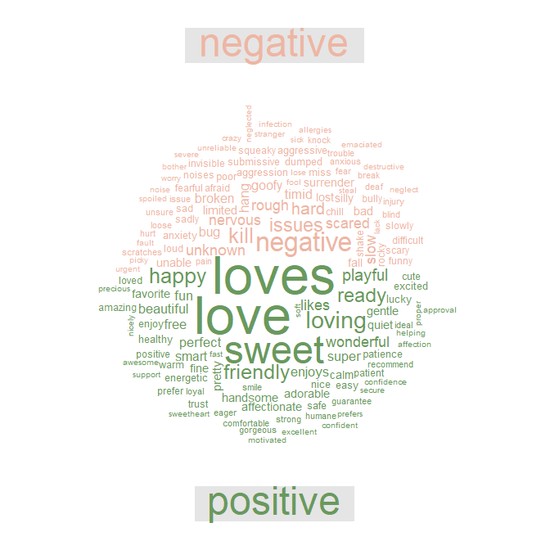 negative
neglected
infection allergies
crazy stranger sick knock
unreliable squeaky aggressive trouble emaciated
severe
bother invisible submissive dumped anxious destructive
worry noises poor aggression lose miss fear break
noise fearful afraid hang goofy fool surrender steal deaf neglect
spoiled issue broken timid lost silly bully injury
unsure sad limited rough hard chill bad blind
loose sadly nervous issues scared lack slowly
hurt anxiety bug kill negative shake slow difficult
fault
scratches loud unknown rocky scary
picky unable pain fall funny
urgent
loved happy loves playful cute
precious favorite fun ready excited
amazing beautiful love soft likes lucky proper approval
nicely enjoy free loving gentle quiet ideal
healthy perfect sweet wonderful helping
positive smart fast super patience affection
awesome warm fine pretty friendly enjoys calm patient recommend
support energetic smile nice easy confidence
prefer loyal handsome adorable secure
trust affectionate safe guarantee
sweetheart eager strong humane prefers
comfortable confident
gorgeous excellent
motivated
positive